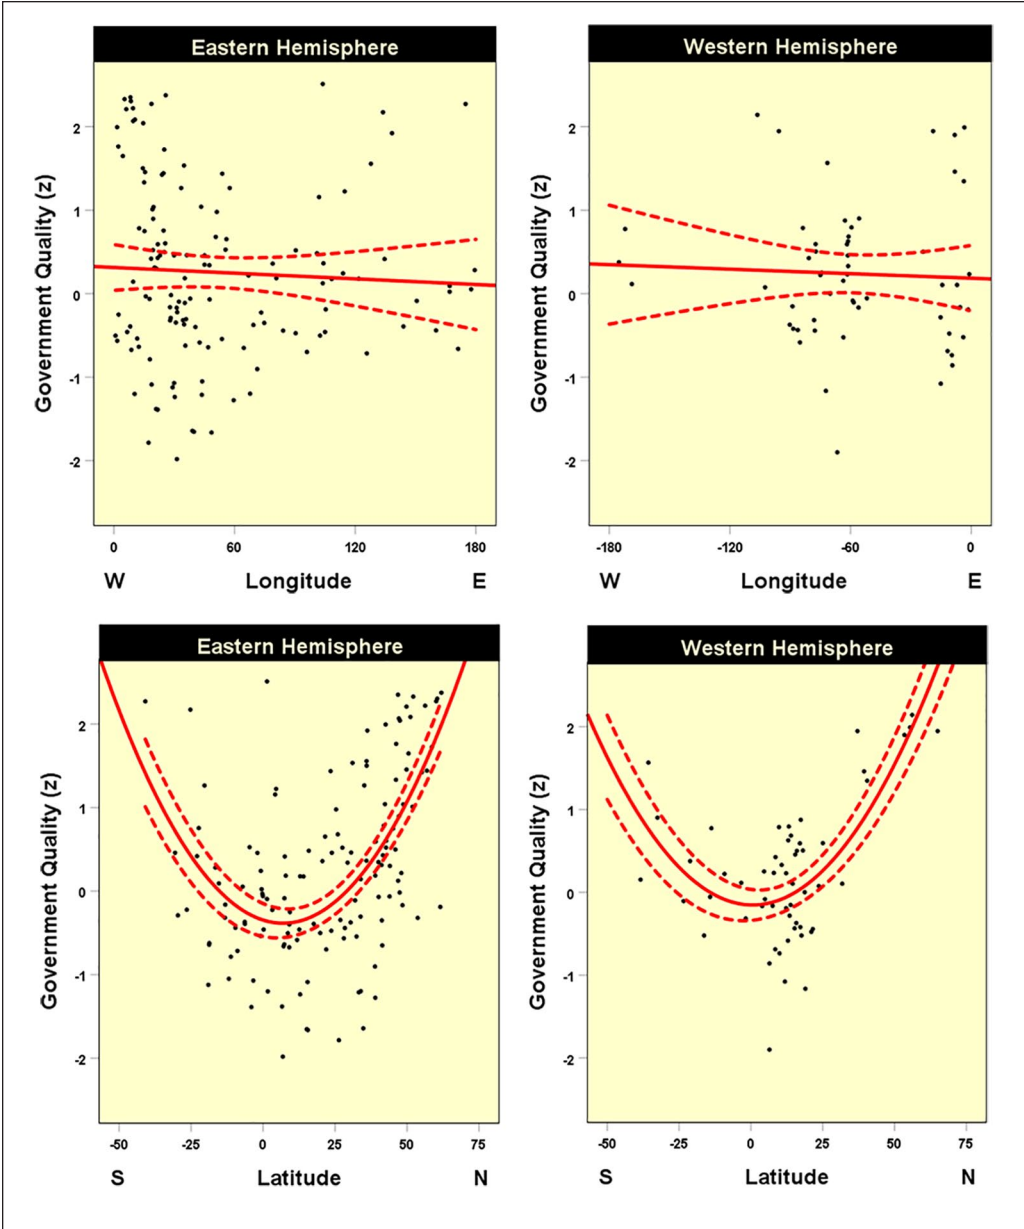 Eastern Hemisphere
Government Quality (z)
2
1
0
-1
-2
0 60 120 180
W Longitude E
Western Hemisphere
Government Quality (z)
2
1
0
-1
-2
-180 -120 -60 0
W Longitude E
Eastern Hemisphere
Government Quality (z)
2
1
0
-1
-2
-50 -25 0 25 50 75
S Latitude N
Western Hemisphere
Government Quality (z)
2
1
0
-1
-2
-50 -25 0 25 50 75
S Latitude N